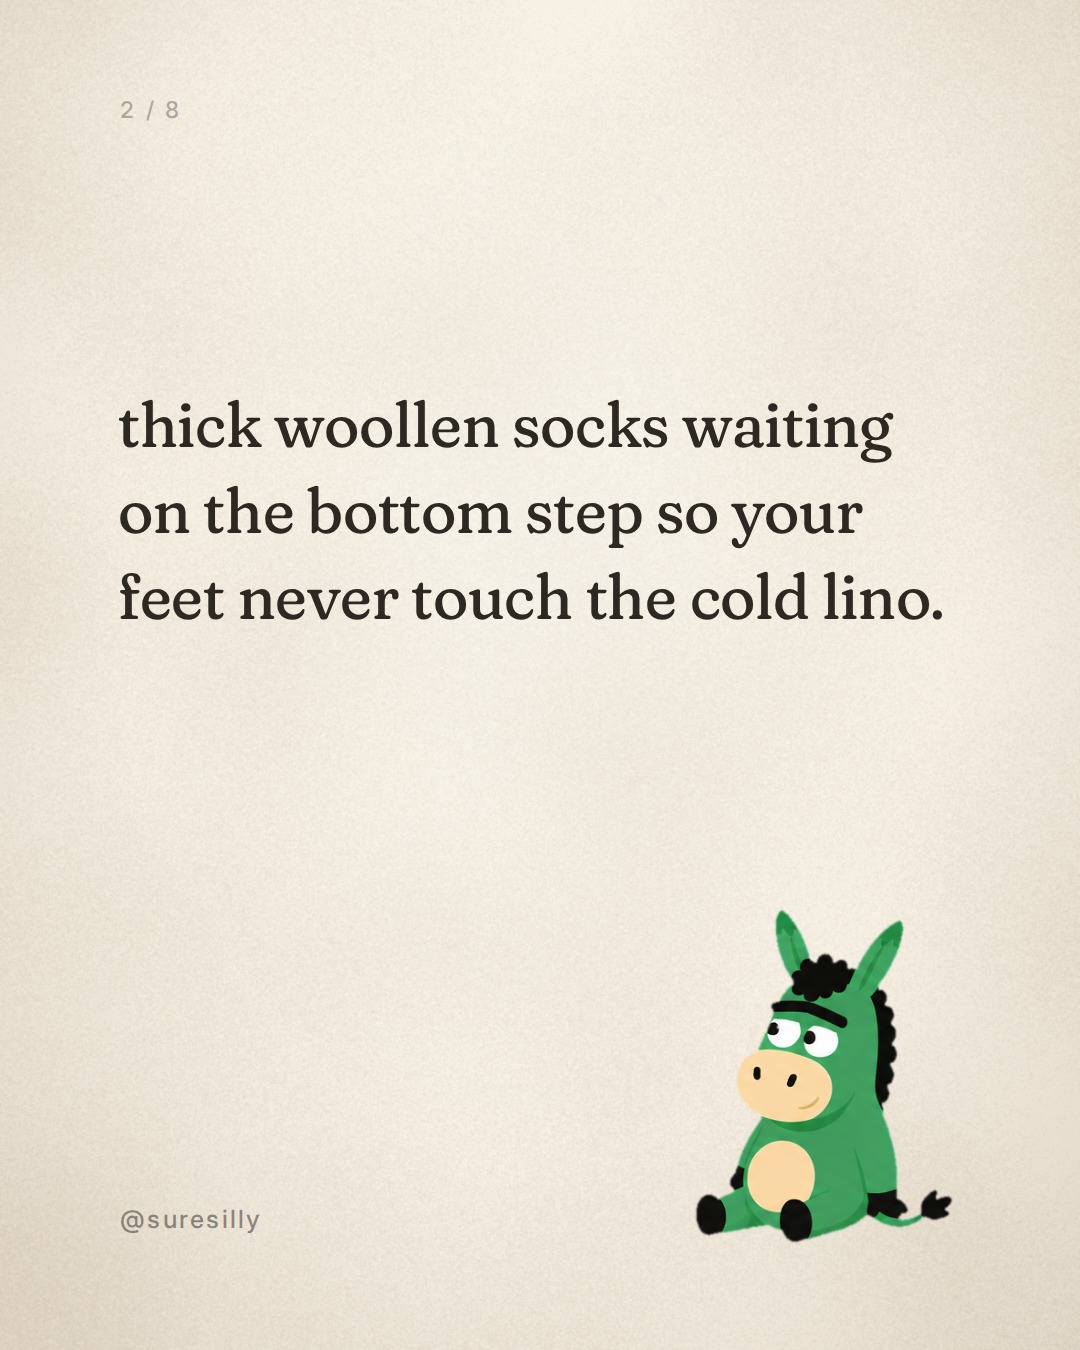 2 / 8
thick woollen socks waiting
on the bottom step so your
feet never touch the cold lino.
@suresilly